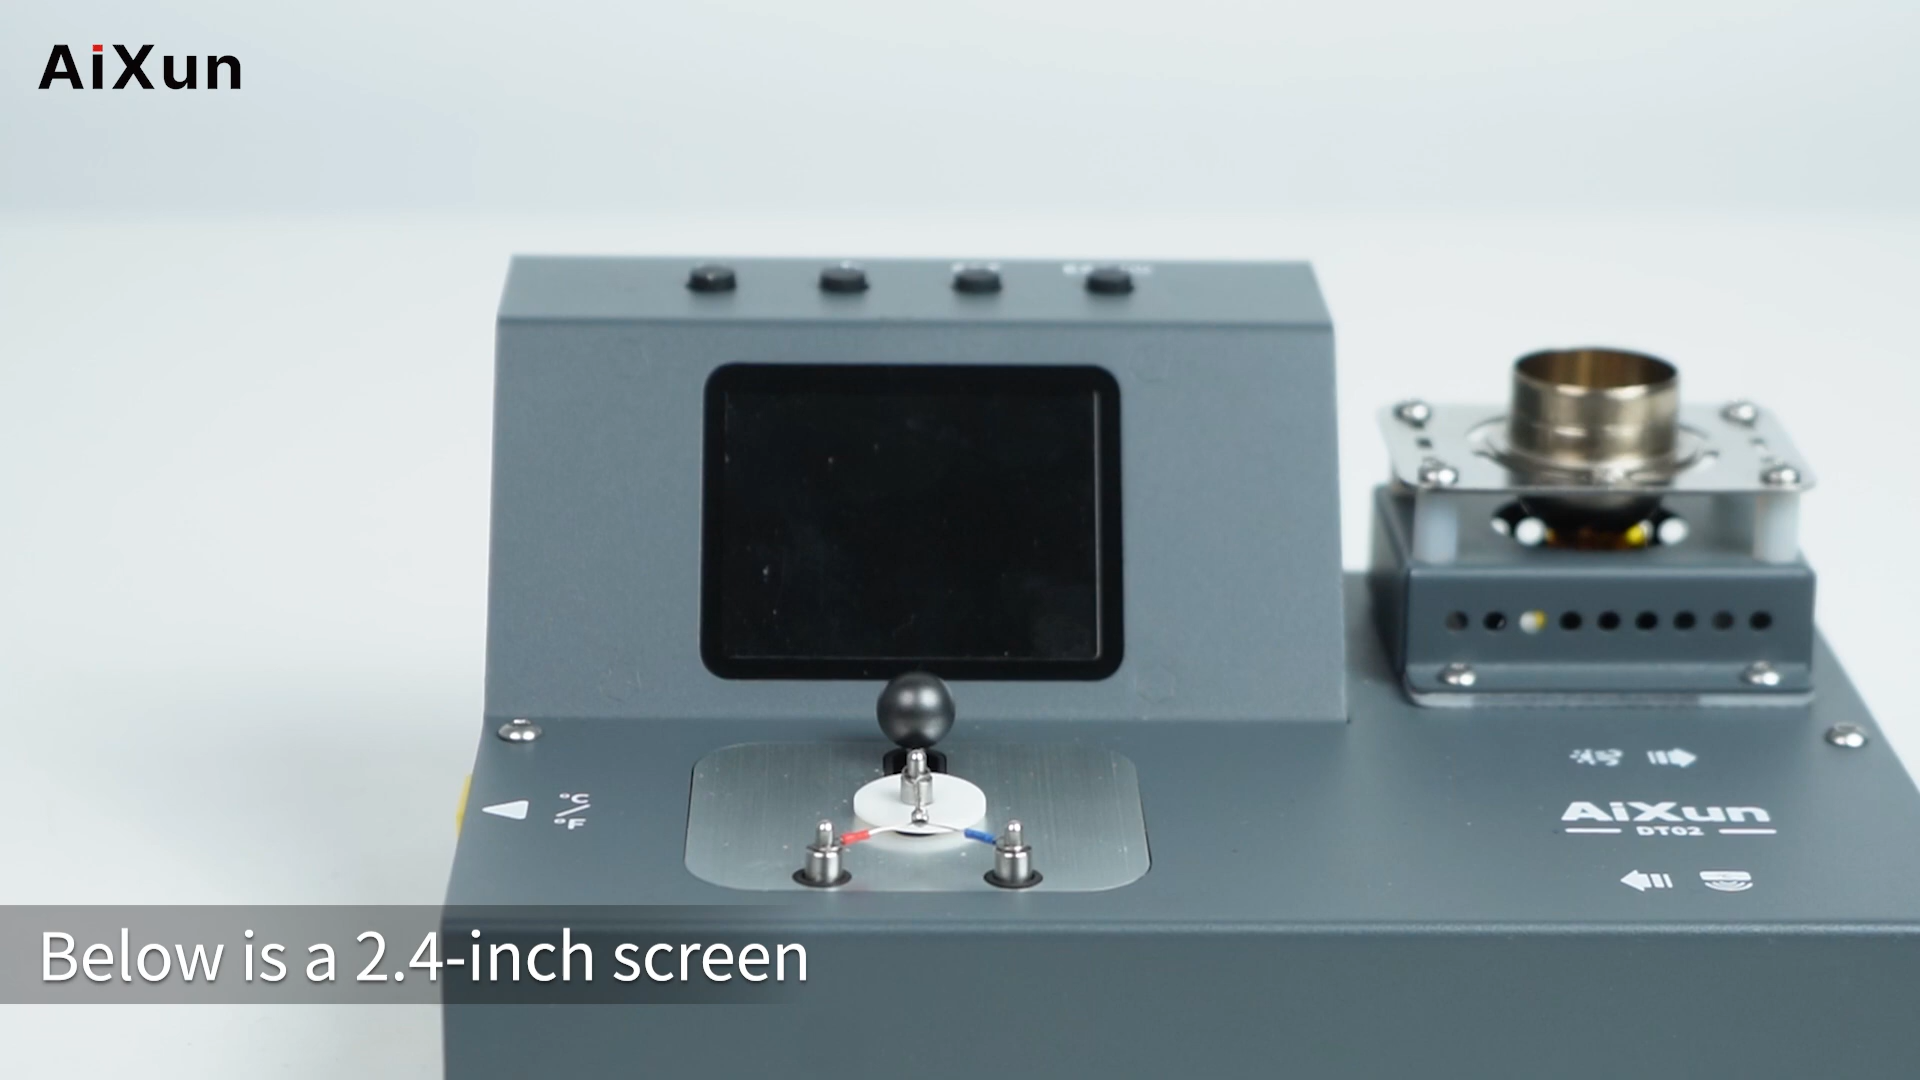 AiXun
°C/°F
AiXun
DT02
Below is a 2.4-inch screen